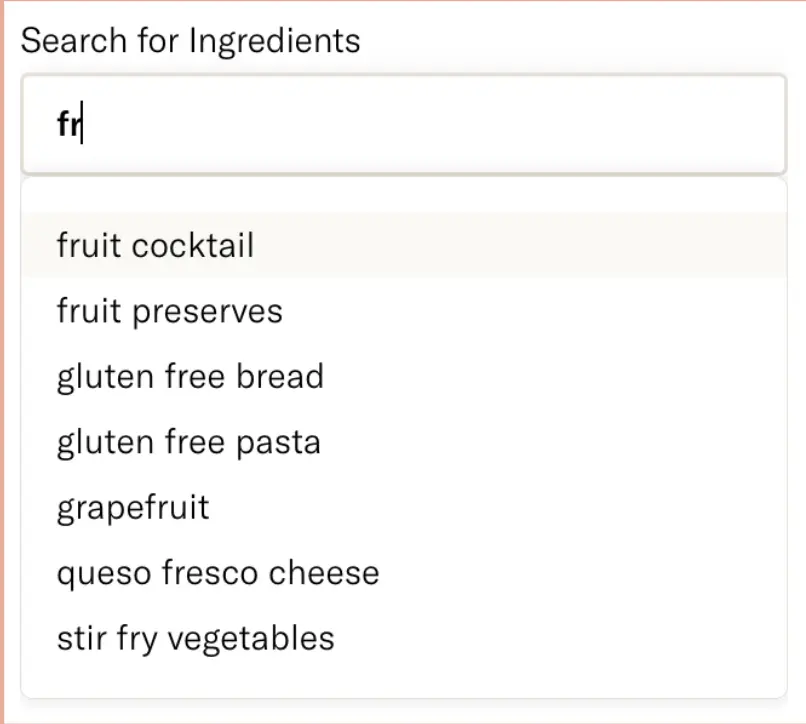 Search for Ingredients
fr
fruit cocktail
fruit preserves
gluten free bread
gluten free pasta
grapefruit
queso fresco cheese
stir fry vegetables